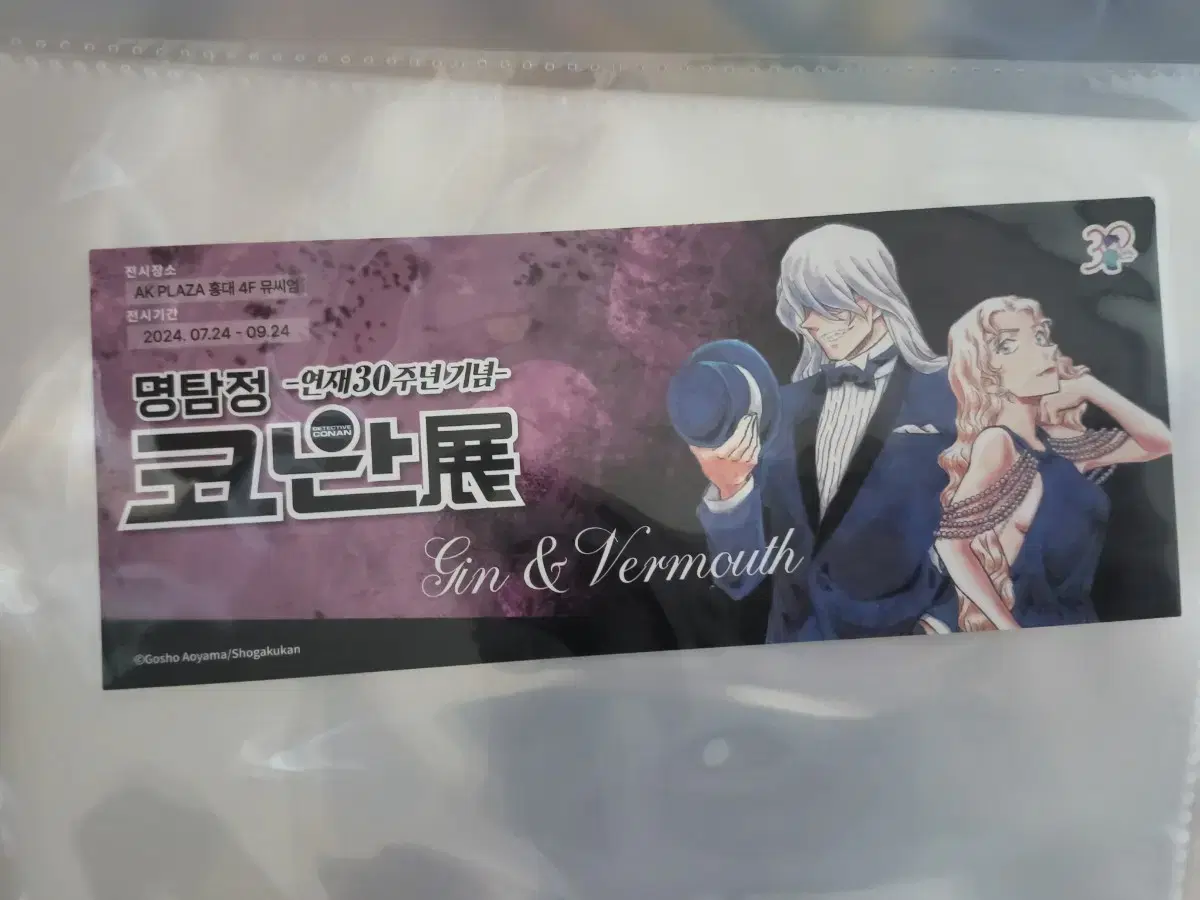 전시장소
AK PLAZA 홍대 4F 뮤씨엄
전시기간
2024. 07.24 - 09.24
명탐정 -연재30주년기념-
DETECTIVE
CONAN
코난展
Gin & Vermouth
©Gosho Aoyama/Shogakukan
30